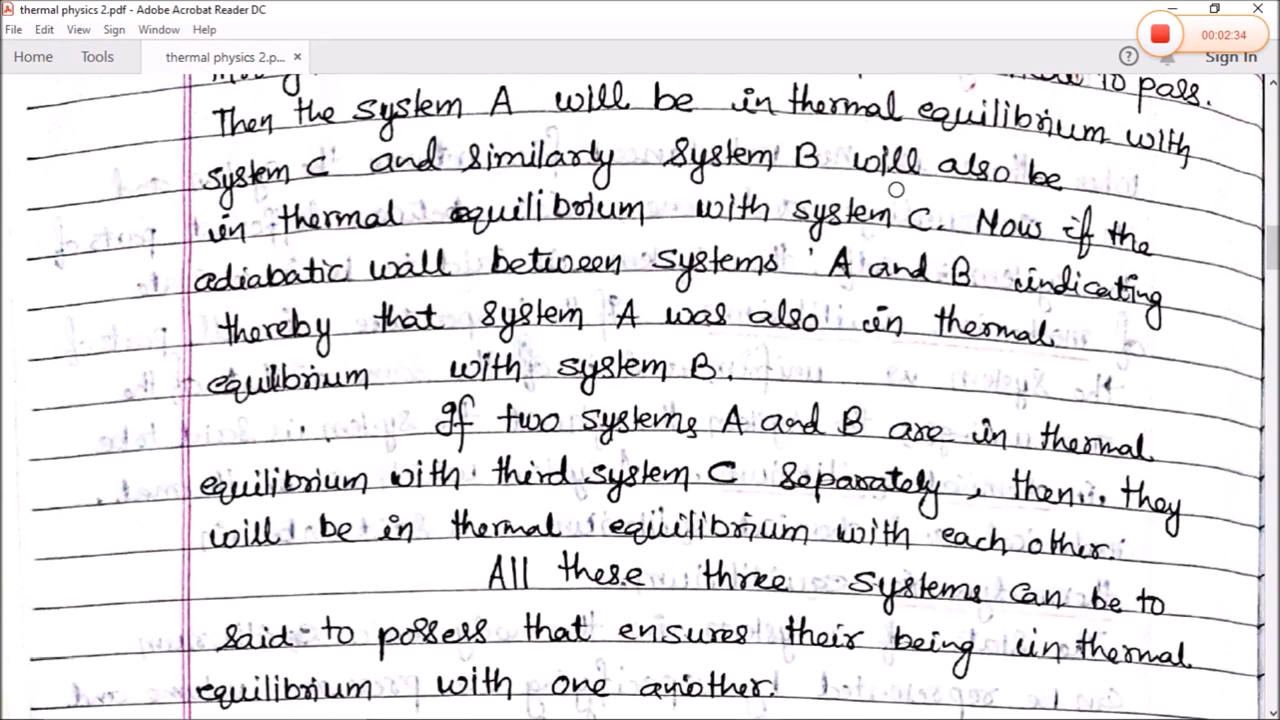 thermal physics 2.pdf - Adobe Acrobat Reader DC
File Edit View Sign Window Help
00:02:34
Home Tools thermal physics 2.p... × ? Sign In
to pass.
Then the system A will be in thermal equilibrium with
system C and similarly system B will also be
in thermal equilibrium with system C. Now if the
adiabatic wall between systems A and B indicating
thereby that system A was also in thermal
equilibrium with system B.
If two systems A and B are in thermal
equilibrium with third system C separately, then they
will be in thermal equilibrium with each other.
All these three systems can be to
said to possess that ensures their being in thermal
equilibrium with one another.